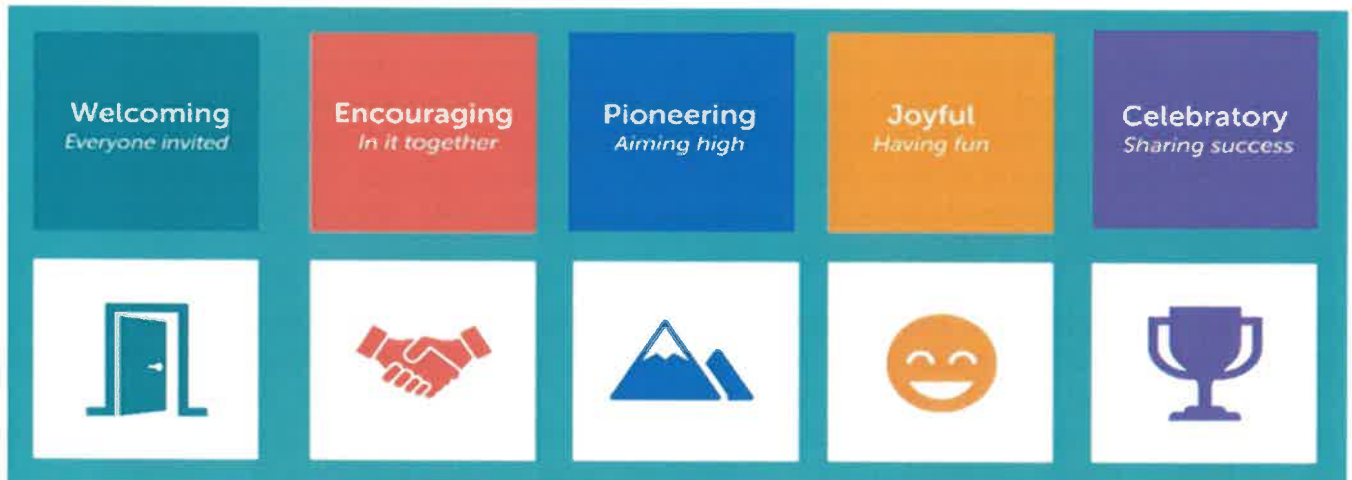 Welcoming
Everyone invited
Encouraging
In it together
Pioneering
Aiming high
Joyful
Having fun
Celebratory
Sharing success